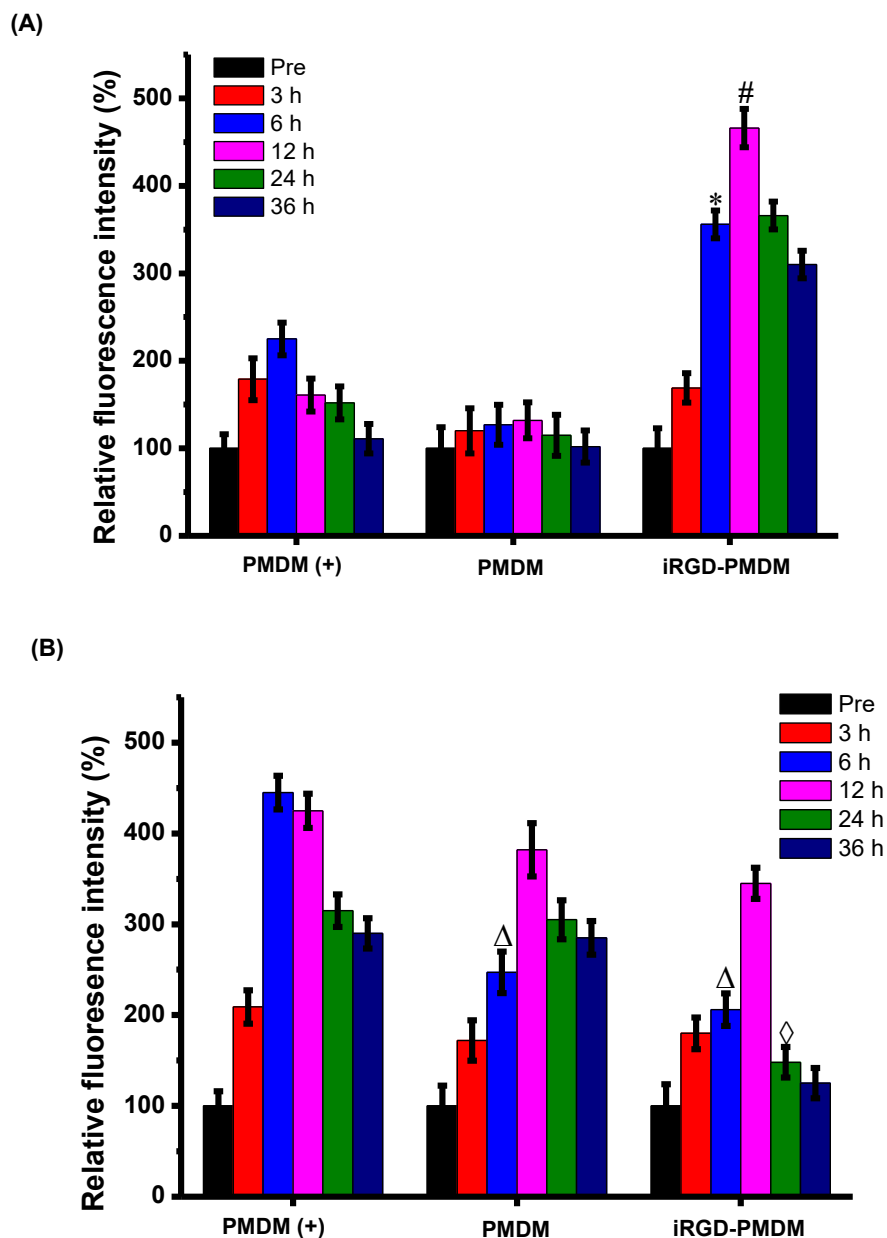 (A)
Relative fluorescence intensity (%)
500
400
300
200
100
0
Pre
3 h
6 h
12 h
24 h
36 h
*
#
PMDM (+)
PMDM
iRGD-PMDM
(B)
Relative fluoresence intensity (%)
500
400
300
200
100
0
Pre
3 h
6 h
12 h
24 h
36 h
Δ
Δ
◊
PMDM (+)
PMDM
iRGD-PMDM